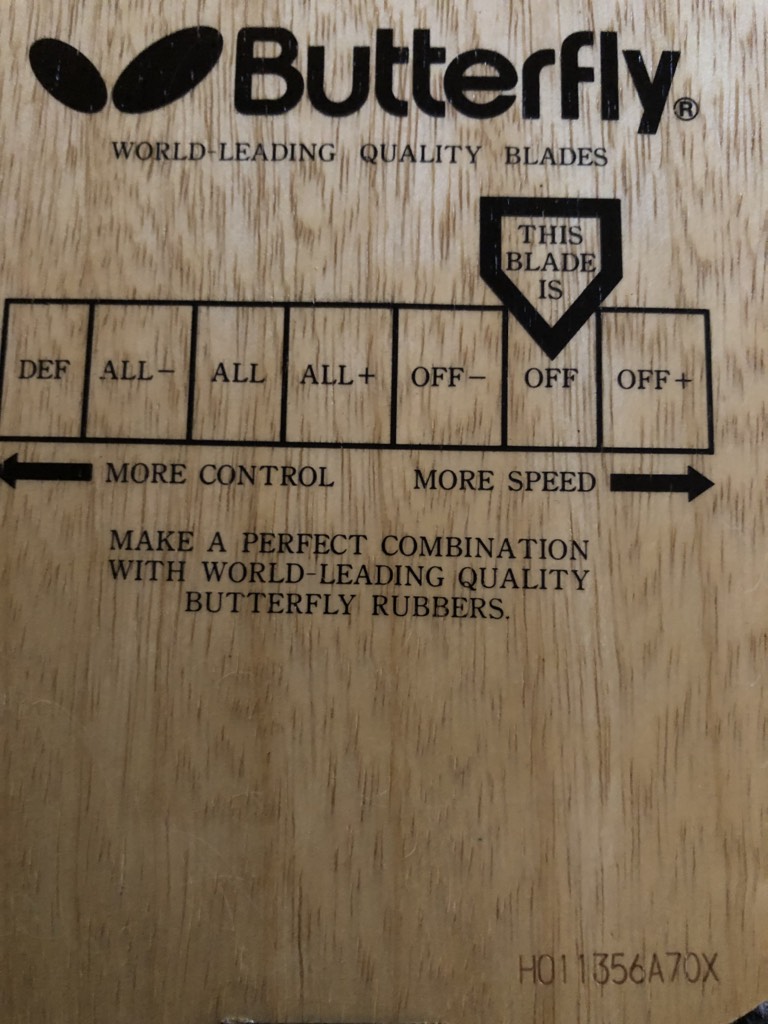 Butterfly®
WORLD-LEADING QUALITY BLADES
THIS
BLADE
IS
DEF ALL− ALL ALL+ OFF− OFF OFF+
MORE CONTROL MORE SPEED
MAKE A PERFECT COMBINATION
WITH WORLD-LEADING QUALITY
BUTTERFLY RUBBERS.
H011356A70X